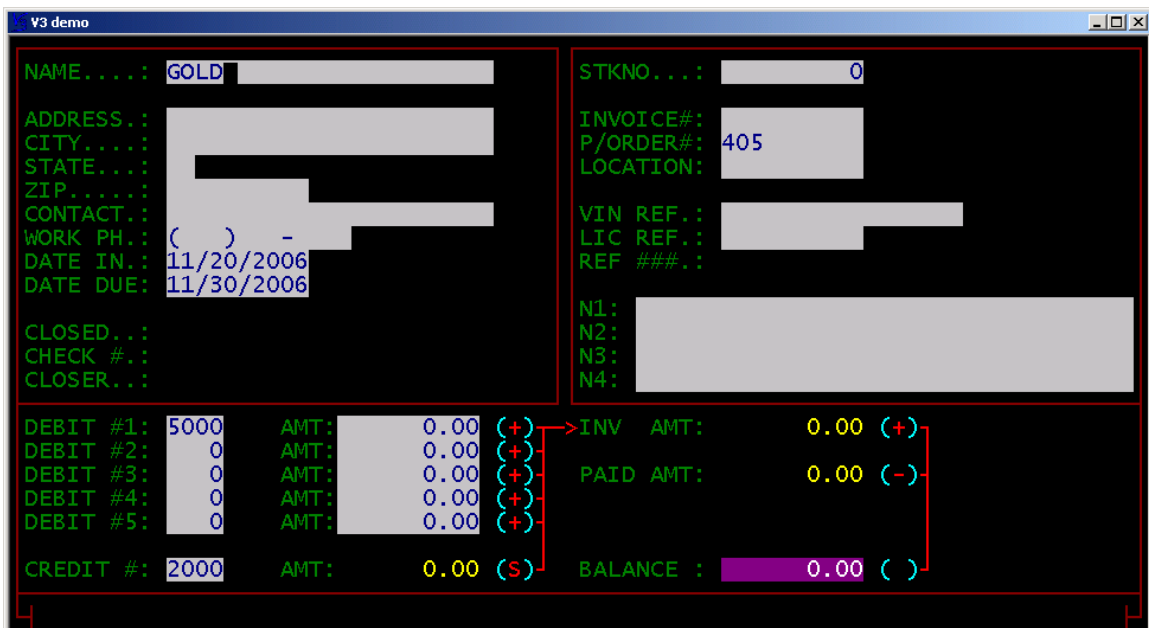 V3 demo
NAME....: GOLD
ADDRESS.:
CITY....:
STATE...:
ZIP.....:
CONTACT.:
WORK PH.: (   )   -
DATE IN.: 11/20/2006
DATE DUE: 11/30/2006
CLOSED..:
CHECK #.:
CLOSER..:
STKNO...: 0
INVOICE#:
P/ORDER#: 405
LOCATION:
VIN REF.:
LIC REF.:
REF ###.:
N1:
N2:
N3:
N4:
DEBIT #1: 5000 AMT: 0.00 (+)
DEBIT #2: 0 AMT: 0.00 (+)
DEBIT #3: 0 AMT: 0.00 (+)
DEBIT #4: 0 AMT: 0.00 (+)
DEBIT #5: 0 AMT: 0.00 (+)
CREDIT #: 2000 AMT: 0.00 (S)
>INV AMT: 0.00 (+)
PAID AMT: 0.00 (-)
BALANCE : 0.00 ( )